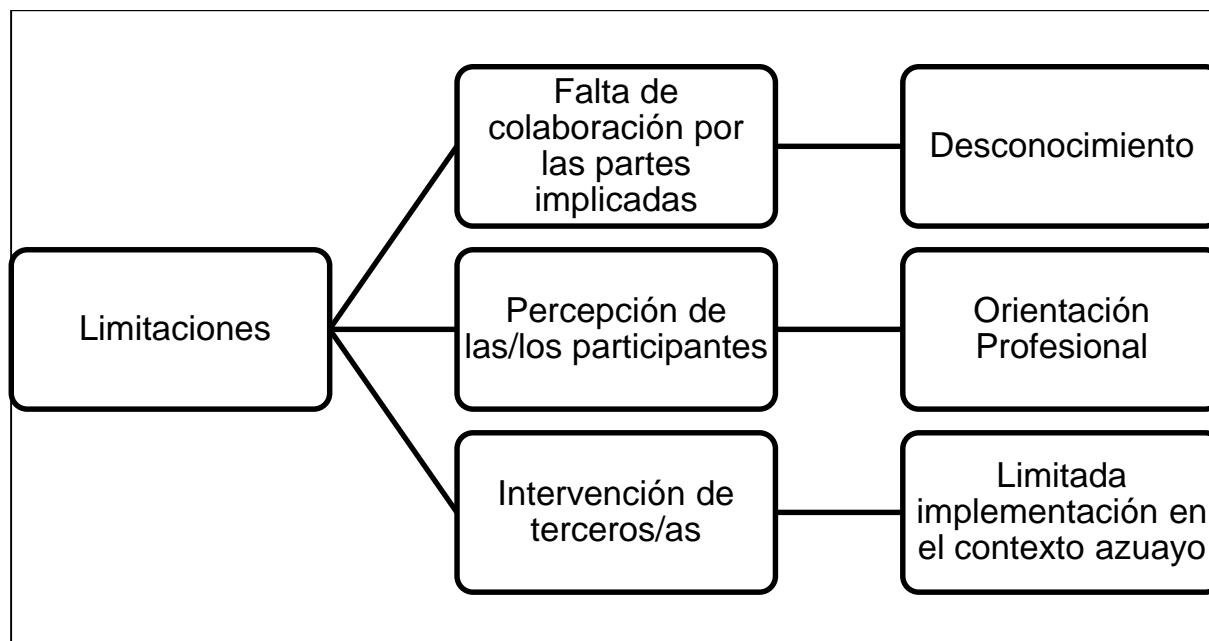 Limitaciones
Falta de
colaboración por
las partes
implicadas
Desconocimiento
Percepción de
las/los participantes
Orientación
Profesional
Intervención de
terceros/as
Limitada
implementación en
el contexto azuayo